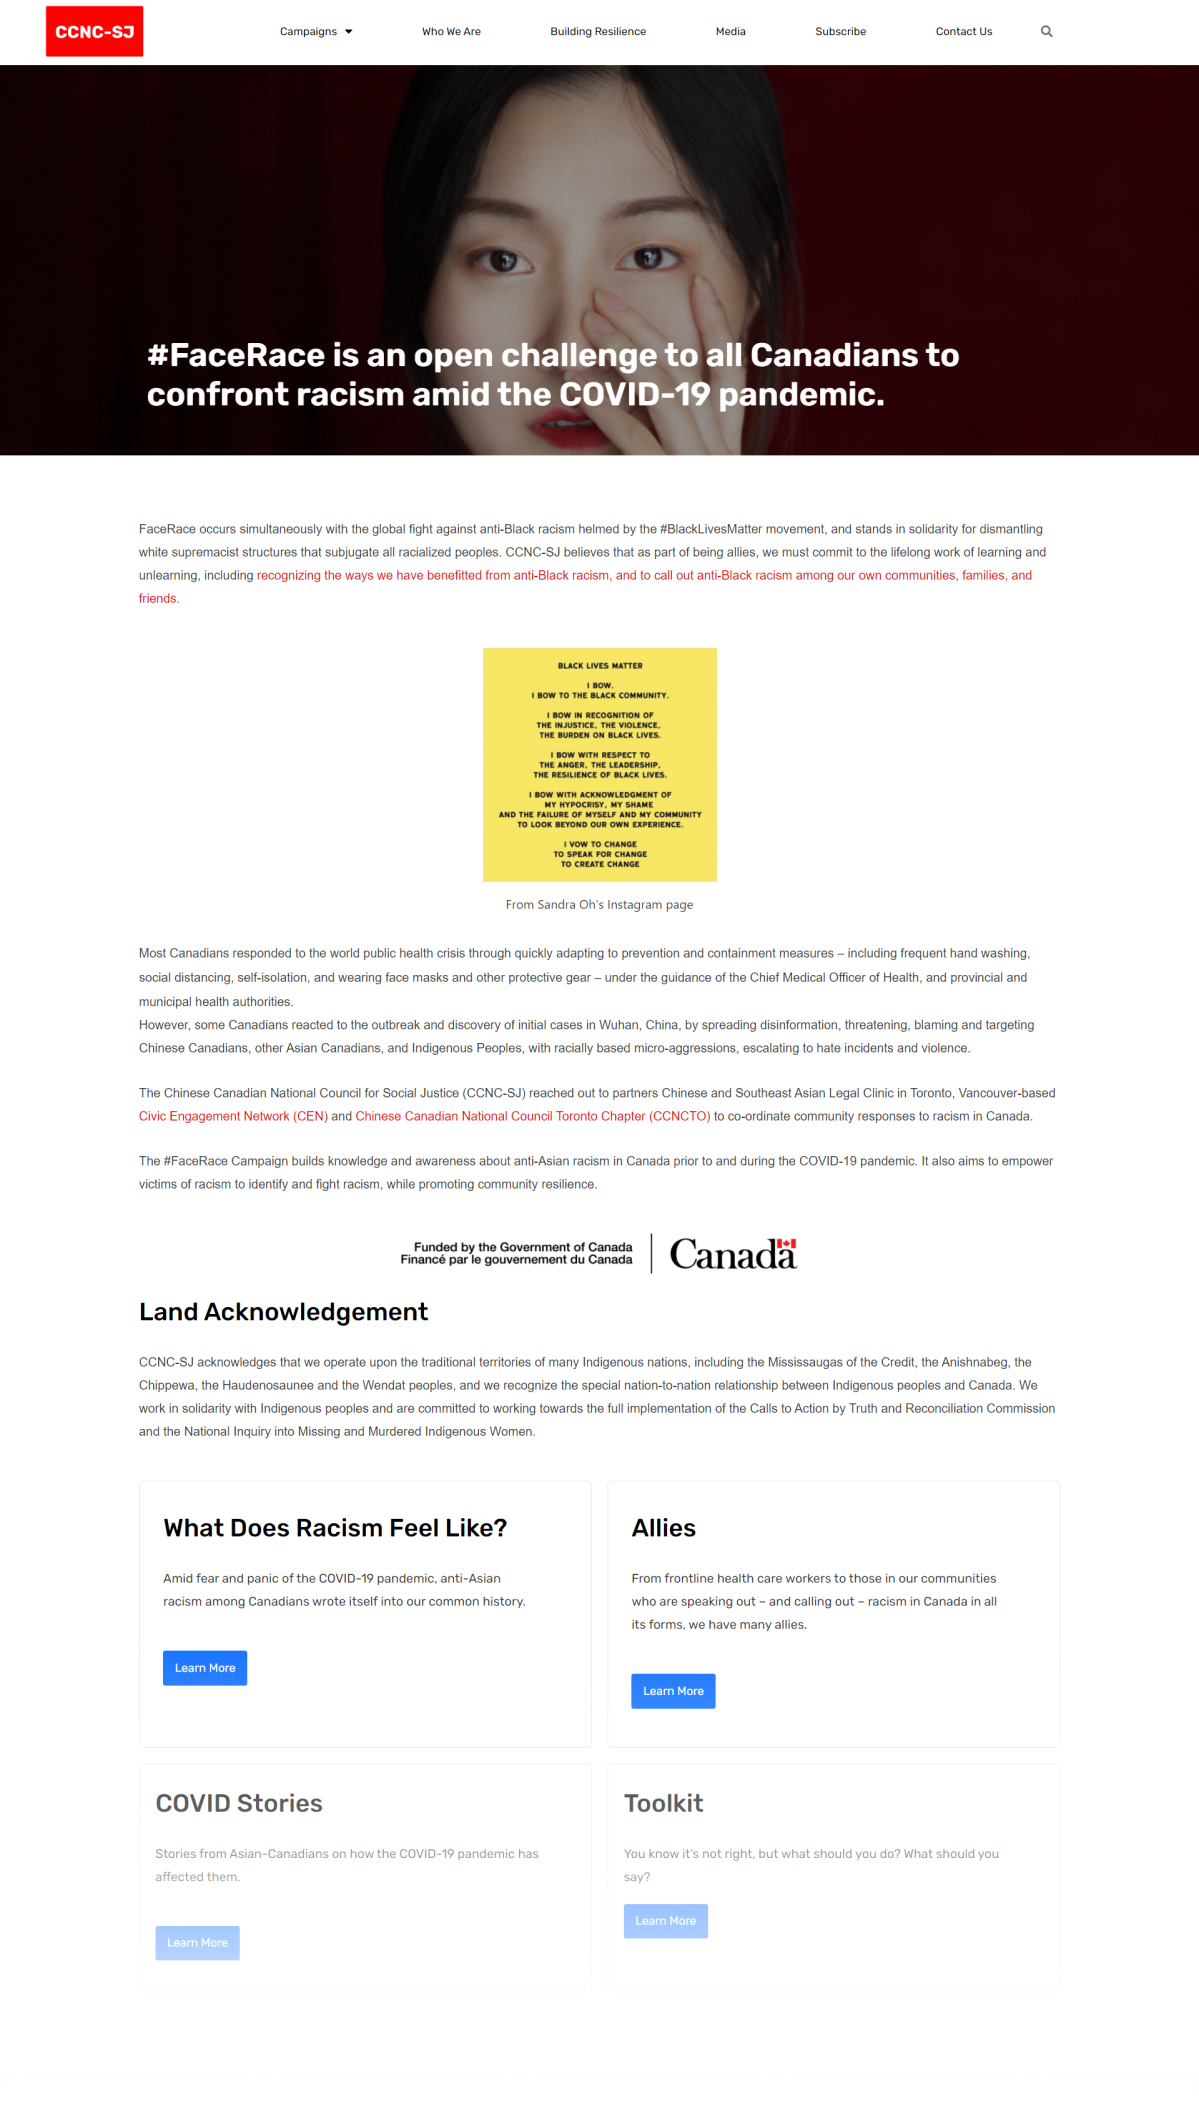 CCNC-SJ
Campaigns
Who We Are
Building Resilience
Media
Subscribe
Contact Us
#FaceRace is an open challenge to all Canadians to
confront racism amid the COVID-19 pandemic.
FaceRace occurs simultaneously with the global fight against anti-Black racism helmed by the #BlackLivesMatter movement, and stands in solidarity for dismantling
white supremacist structures that subjugate all racialized peoples. CCNC-SJ believes that as part of being allies, we must commit to the lifelong work of learning and
unlearning, including recognizing the ways we have benefitted from anti-Black racism, and to call out anti-Black racism among our own communities, families, and
friends.
BLACK LIVES MATTER
I BOW.
I BOW TO THE BLACK COMMUNITY.
I BOW IN RECOGNITION OF
THE INJUSTICE, THE VIOLENCE,
THE BURDEN ON BLACK LIVES.
I BOW WITH RESPECT TO
THE ANGER, THE LEADERSHIP,
THE RESILIENCE OF BLACK LIVES.
I BOW WITH ACKNOWLEDGMENT OF
MY HYPOCRISY, MY SHAME
AND THE FAILURE OF MYSELF AND MY COMMUNITY
TO LOOK BEYOND OUR OWN EXPERIENCE.
I VOW TO CHANGE
TO SPEAK FOR CHANGE
TO CREATE CHANGE
From Sandra Oh's Instagram page
Most Canadians responded to the world public health crisis through quickly adapting to prevention and containment measures – including frequent hand washing,
social distancing, self-isolation, and wearing face masks and other protective gear – under the guidance of the Chief Medical Officer of Health, and provincial and
municipal health authorities.
However, some Canadians reacted to the outbreak and discovery of initial cases in Wuhan, China, by spreading disinformation, threatening, blaming and targeting
Chinese Canadians, other Asian Canadians, and Indigenous Peoples, with racially based micro-aggressions, escalating to hate incidents and violence.
The Chinese Canadian National Council for Social Justice (CCNC-SJ) reached out to partners Chinese and Southeast Asian Legal Clinic in Toronto, Vancouver-based
Civic Engagement Network (CEN) and Chinese Canadian National Council Toronto Chapter (CCNCTO) to co-ordinate community responses to racism in Canada.
The #FaceRace Campaign builds knowledge and awareness about anti-Asian racism in Canada prior to and during the COVID-19 pandemic. It also aims to empower
victims of racism to identify and fight racism, while promoting community resilience.
Funded by the Government of Canada
Financé par le gouvernement du Canada
Canada
Land Acknowledgement
CCNC-SJ acknowledges that we operate upon the traditional territories of many Indigenous nations, including the Mississaugas of the Credit, the Anishnabeg, the
Chippewa, the Haudenosaunee and the Wendat peoples, and we recognize the special nation-to-nation relationship between Indigenous peoples and Canada. We
work in solidarity with Indigenous peoples and are committed to working towards the full implementation of the Calls to Action by Truth and Reconciliation Commission
and the National Inquiry into Missing and Murdered Indigenous Women.
What Does Racism Feel Like?
Amid fear and panic of the COVID-19 pandemic, anti-Asian
racism among Canadians wrote itself into our common history.
Learn More
Allies
From frontline health care workers to those in our communities
who are speaking out – and calling out – racism in Canada in all
its forms, we have many allies.
Learn More
COVID Stories
Stories from Asian-Canadians on how the COVID-19 pandemic has
affected them.
Learn More
Toolkit
You know it's not right, but what should you do? What should you
say?
Learn More